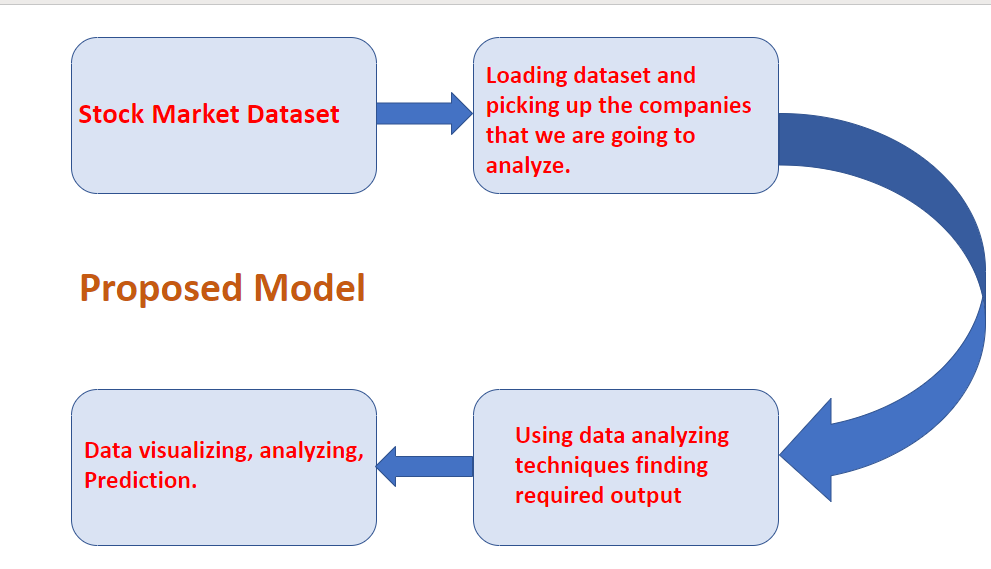 Stock Market Dataset
Loading dataset and
picking up the companies
that we are going to
analyze.
Proposed Model
Using data analyzing
techniques finding
required output
Data visualizing, analyzing,
Prediction.